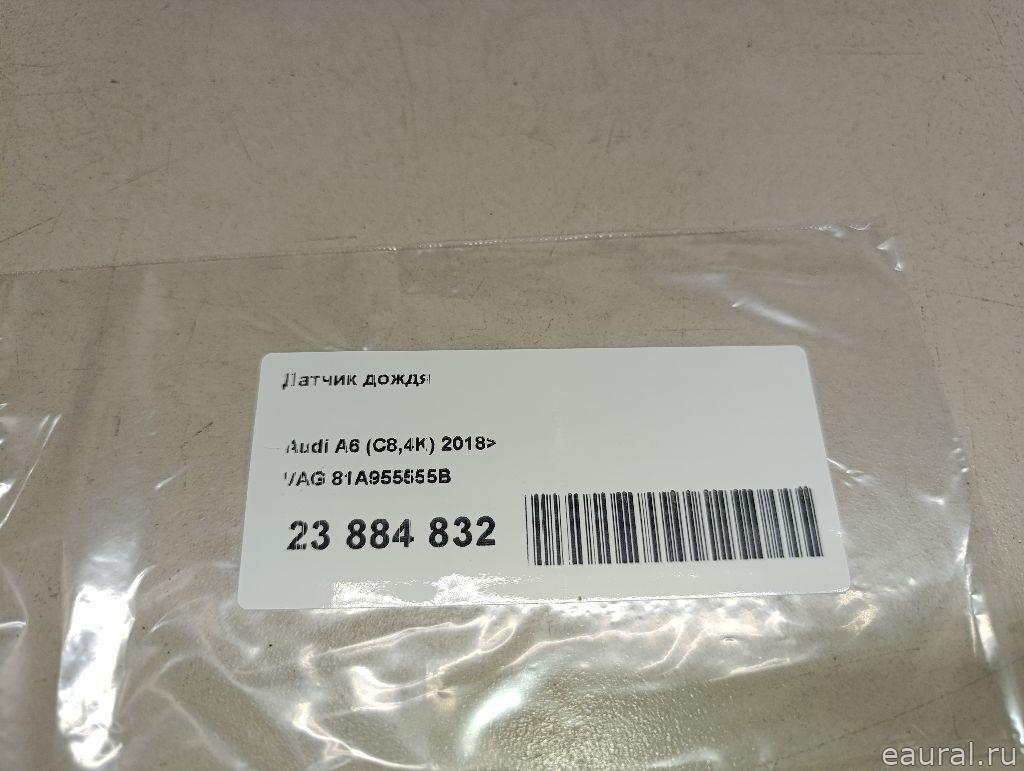 Датчик дождя
Audi A6 (C8,4K) 2018>
VAG 81A955555B
23 884 832
eaural.ru